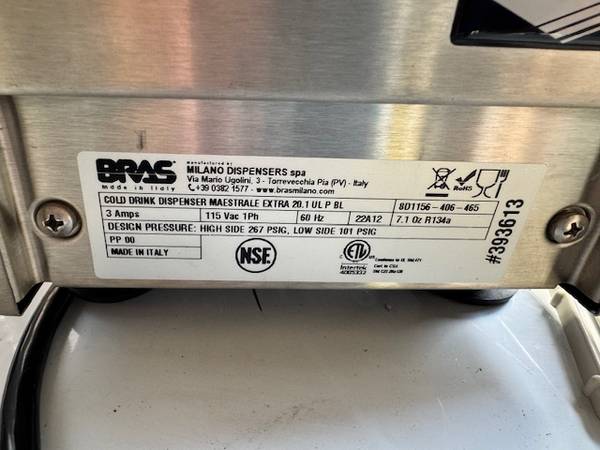 BRAS
made in Italy
manufactured by
MILANO DISPENSERS spa
Via Mario Ugolini, 3 - Torrevecchia Pia (PV) - Italy
+39 0382 1577 - www.brasmilano.com
RoHS
COLD DRINK DISPENSER MAESTRALE EXTRA 20.1 UL P BL
8D1156-406-465
3 Amps
115 Vac 1Ph
60 Hz
22A12
7.1 Oz R134a
DESIGN PRESSURE: HIGH SIDE 267 PSIG, LOW SIDE 101 PSIG
PP 00
MADE IN ITALY
NSF.
ETL
Intertek
#393613